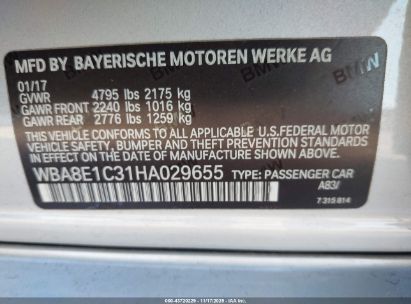 MFD BY BAYERISCHE MOTOREN WERKE AG
01/17
GVWR 4795 lbs 2175 kg
GAWR FRONT 2240 lbs 1016 kg
GAWR REAR 2776 lbs 1259 kg
THIS VEHICLE CONFORMS TO ALL APPLICABLE U.S.FEDERAL MOTOR
VEHICLE SAFETY, BUMPER AND THEFT PREVENTION STANDARDS
IN EFFECT ON THE DATE OF MANUFACTURE SHOWN ABOVE.
WBA8E1C31HA029655 TYPE: PASSENGER CAR
A83/
7 315 814
BMW